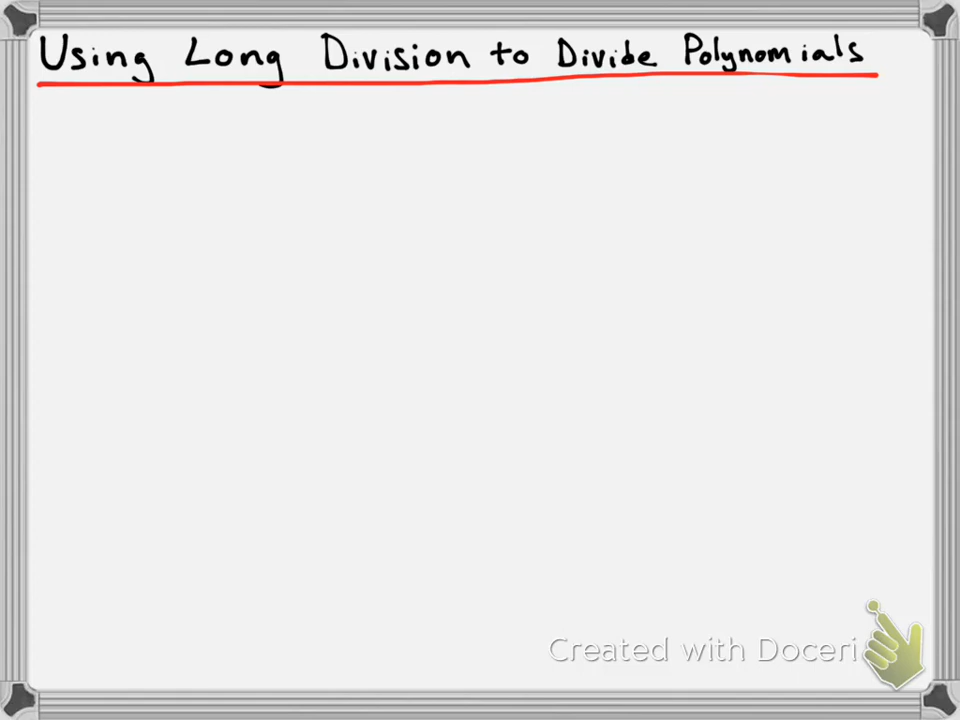 Using Long Division to Divide Polynomials
Created with Doceri